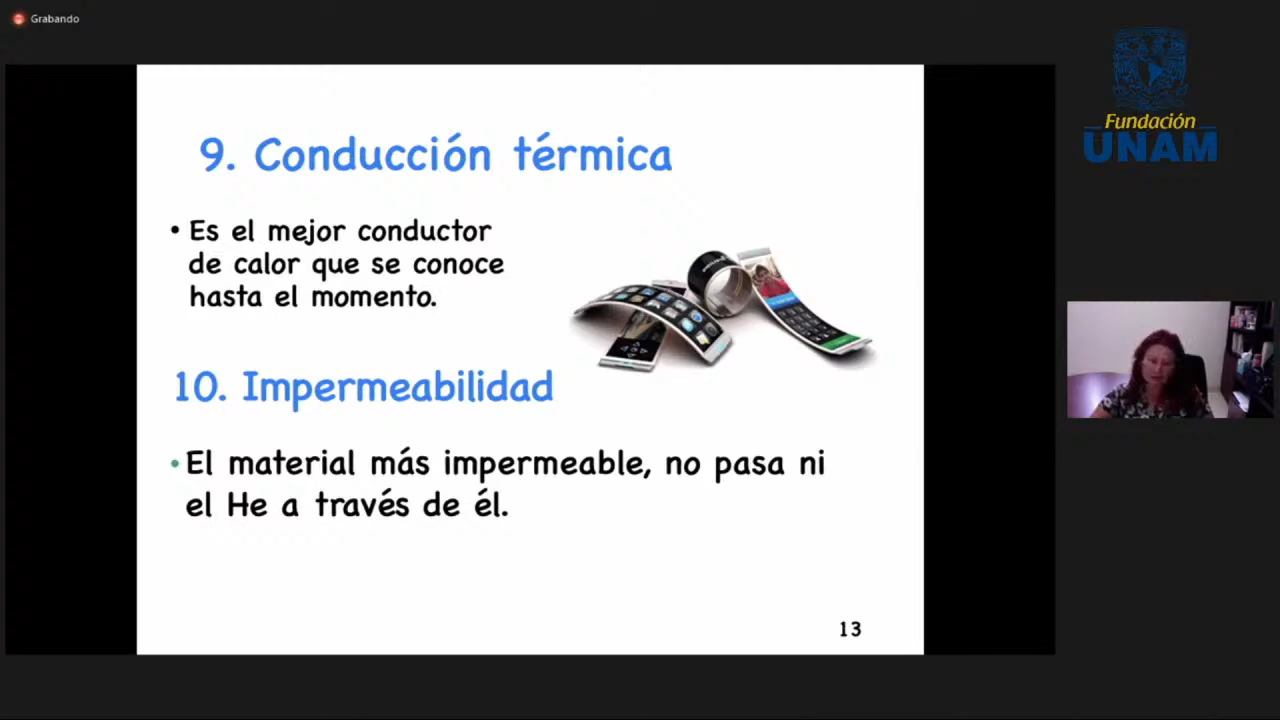 Grabando
Fundación
UNAM
9. Conducción térmica
• Es el mejor conductor
de calor que se conoce
hasta el momento.
10. Impermeabilidad
• El material más impermeable, no pasa ni
el He a través de él.
13